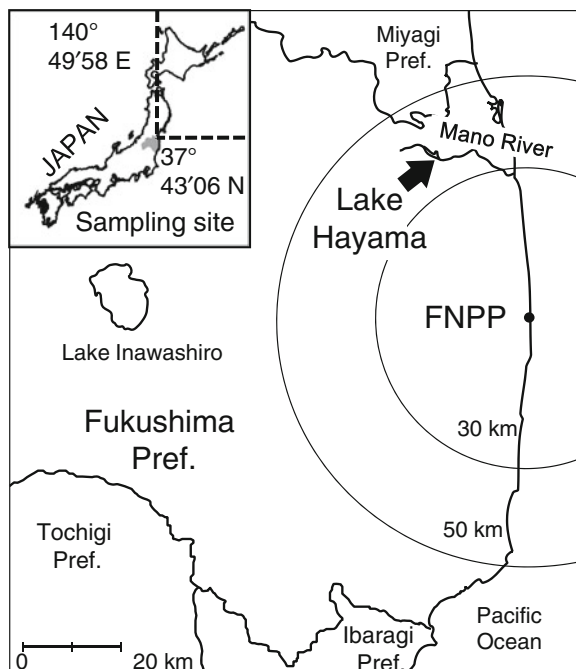 140°
49′58 E
JAPAN
37°
43′06 N
Sampling site
Miyagi
Pref.
Mano River
Lake
Hayama
FNPP
Lake Inawashiro
Fukushima
Pref.
30 km
50 km
Tochigi
Pref.
Ibaragi
Pref.
Pacific
Ocean
0
20 km